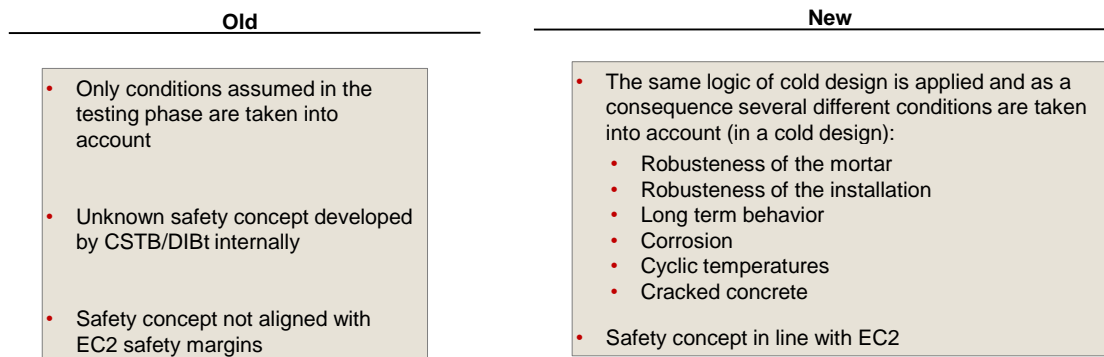 Old
• Only conditions assumed in the
testing phase are taken into
account
• Unknown safety concept developed
by CSTB/DIBt internally
• Safety concept not aligned with
EC2 safety margins
New
• The same logic of cold design is applied and as a
consequence several different conditions are taken
into account (in a cold design):
• Robusteness of the mortar
• Robusteness of the installation
• Long term behavior
• Corrosion
• Cyclic temperatures
• Cracked concrete
• Safety concept in line with EC2